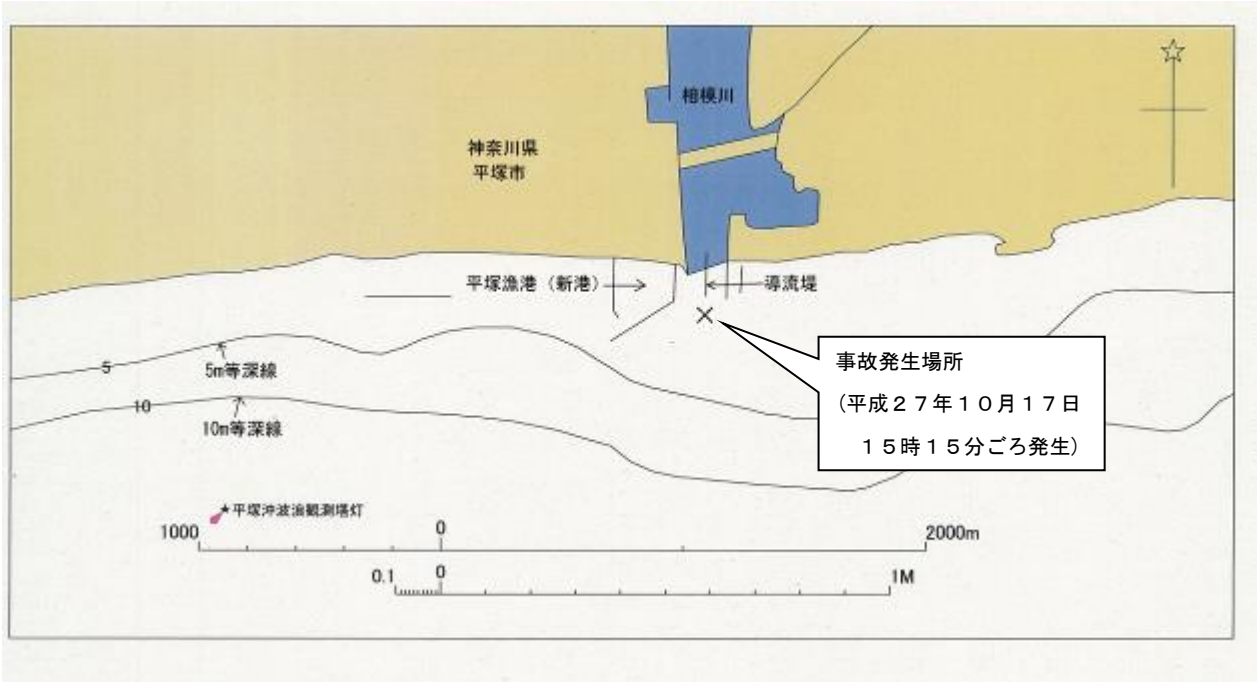 相模川
神奈川県
平塚市
平塚漁港（新港）
導流堤
事故発生場所
（平成２７年１０月１７日
１５時１５分ごろ発生）
5
5m等深線
10
10m等深線
★平塚沖波浪観測塔灯
1000 0 2000m
0.1 0 1M